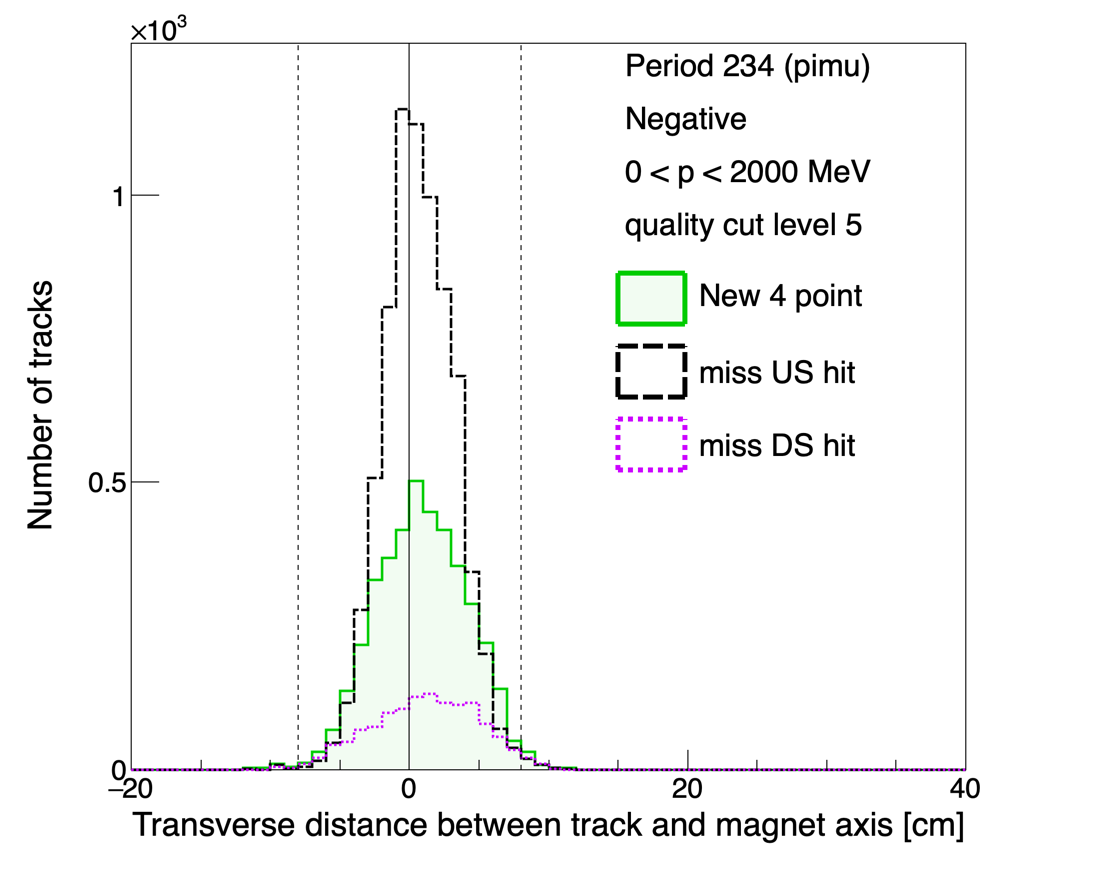 ×10³
Period 234 (pimu)
Negative
0 < p < 2000 MeV
quality cut level 5
New 4 point
miss US hit
miss DS hit
Number of tracks
1
0.5
0
−20 0 20 40
Transverse distance between track and magnet axis [cm]